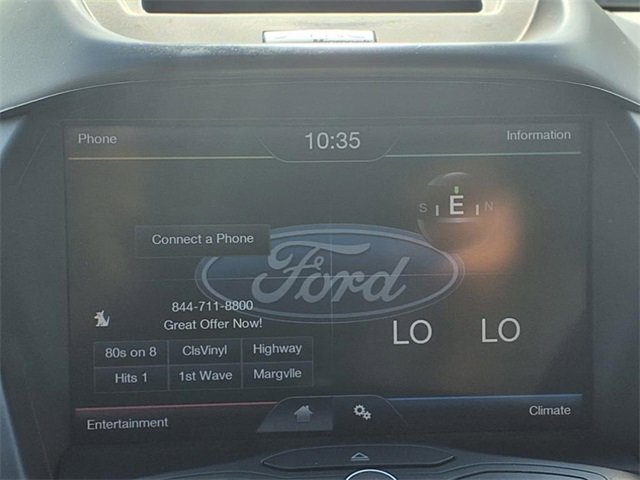 Phone
10:35
Information
S E N
Connect a Phone
Ford
844-711-8800
Great Offer Now!
LO LO
80s on 8 ClsVinyl Highway
Hits 1 1st Wave Margvlle
Entertainment
Climate